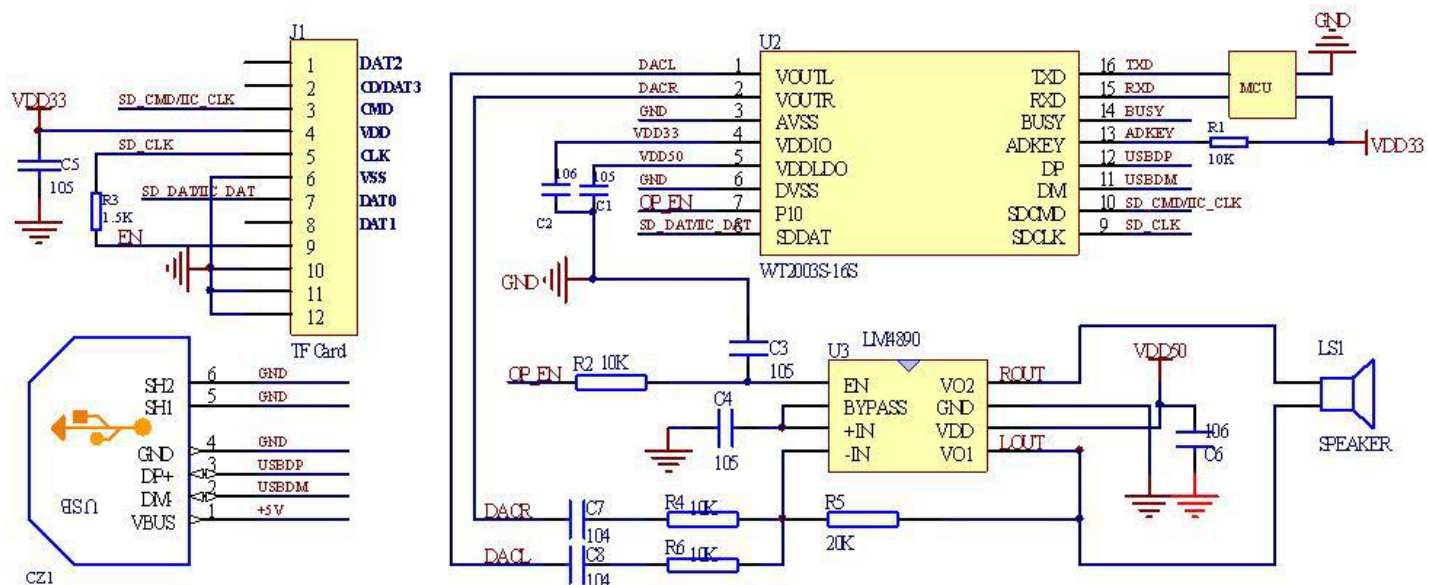 J1
1 DAT2
2 CD/DAT3
SD_CMD/IIC_CLK 3 CMD
VDD33 4 VDD
SD_CLK 5 CLK
C5
105
6 VSS
SD_DAT/IIC_DAT 7 DAT0
R3
1.5K
8 DAT1
EN 9
10
11
12
TF Card
U2
DACL 1 VOUTL TXD 16 TXD
DACR 2 VOUTR RXD 15 RXD
GND 3 AVSS BUSY 14 BUSY
VDD33 4 VDDIO ADKEY 13 ADKEY
VDD50 5 VDDLDO DP 12 USBDP
GND 6 DVSS DM 11 USBDM
OP_EN 7 P10 SDCMD 10 SD_CMD/IIC_CLK
SD_DAT/IIC_DAT 8 SDDAT SDCLK 9 SD_CLK
WT2003S-16S
GND
MCU
R1
10K
VDD33
106
105
C2
C1
GND
C3
105
OP_EN
R2 10K
C4
105
U3
LM4890
EN VO2 ROUT
BYPASS GND
+IN VDD
-IN VO1 LOUT
VDD50
106
C6
LS1
SPEAKER
DACR
C7
104
R4 10K
R5
20K
DACL
C8
104
R6 10K
SH2 6 GND
SH1 5 GND
GND 4 GND
DP+ 3 USBDP
DM- 2 USBDM
VBUS 1 +5V
USB
CZ1